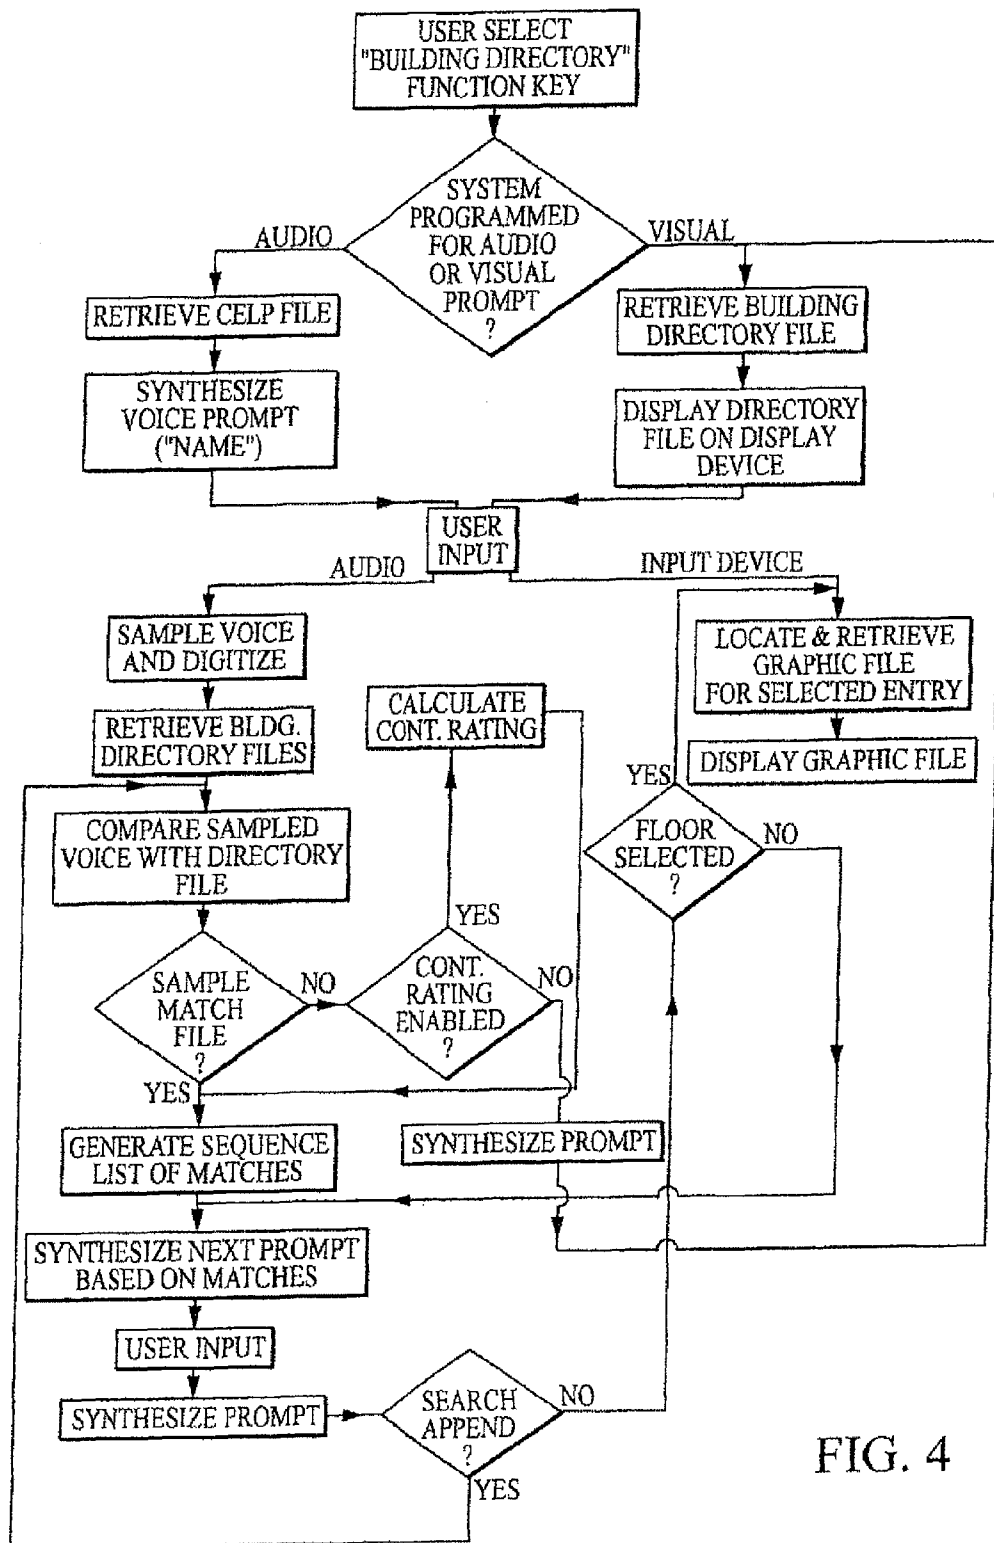 USER SELECT
"BUILDING DIRECTORY"
FUNCTION KEY
SYSTEM
PROGRAMMED
FOR AUDIO
OR VISUAL
PROMPT
?
AUDIO
VISUAL
RETRIEVE CELP FILE
RETRIEVE BUILDING
DIRECTORY FILE
SYNTHESIZE
VOICE PROMPT
("NAME")
DISPLAY DIRECTORY
FILE ON DISPLAY
DEVICE
USER
INPUT
AUDIO
INPUT DEVICE
SAMPLE VOICE
AND DIGITIZE
LOCATE & RETRIEVE
GRAPHIC FILE
FOR SELECTED ENTRY
RETRIEVE BLDG.
DIRECTORY FILES
CALCULATE
CONT. RATING
DISPLAY GRAPHIC FILE
YES
COMPARE SAMPLED
VOICE WITH DIRECTORY
FILE
FLOOR
SELECTED
?
NO
YES
SAMPLE
MATCH
FILE
?
NO
CONT.
RATING
ENABLED
?
NO
YES
GENERATE SEQUENCE
LIST OF MATCHES
SYNTHESIZE PROMPT
SYNTHESIZE NEXT PROMPT
BASED ON MATCHES
USER INPUT
SYNTHESIZE PROMPT
SEARCH
APPEND
?
NO
YES
FIG. 4